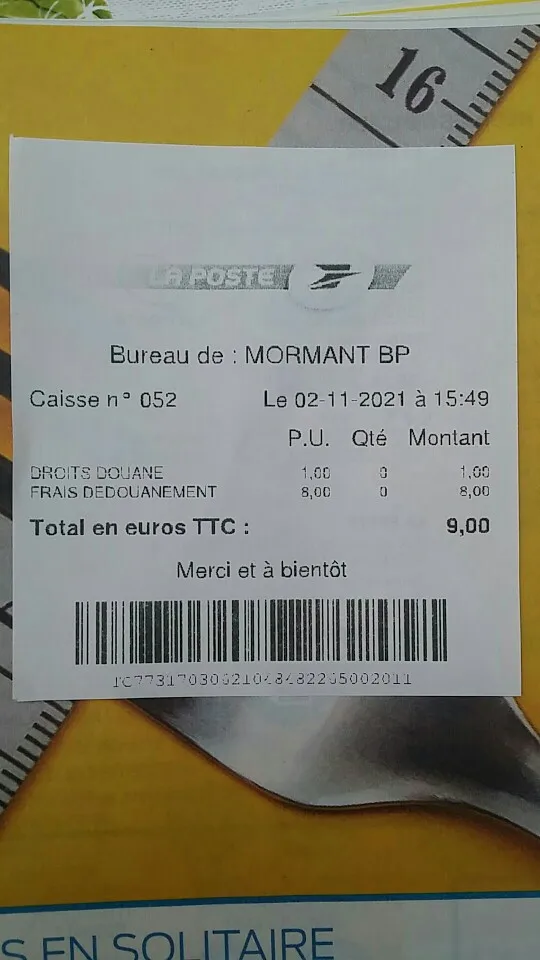 16
LA POSTE
Bureau de : MORMANT BP
Caisse n° 052 Le 02-11-2021 à 15:49
P.U. Qté Montant
DROITS DOUANE 1,00 0 1,00
FRAIS DEDOUANEMENT 8,00 0 8,00
Total en euros TTC : 9,00
Merci et à bientôt
S EN SOLITAIRE